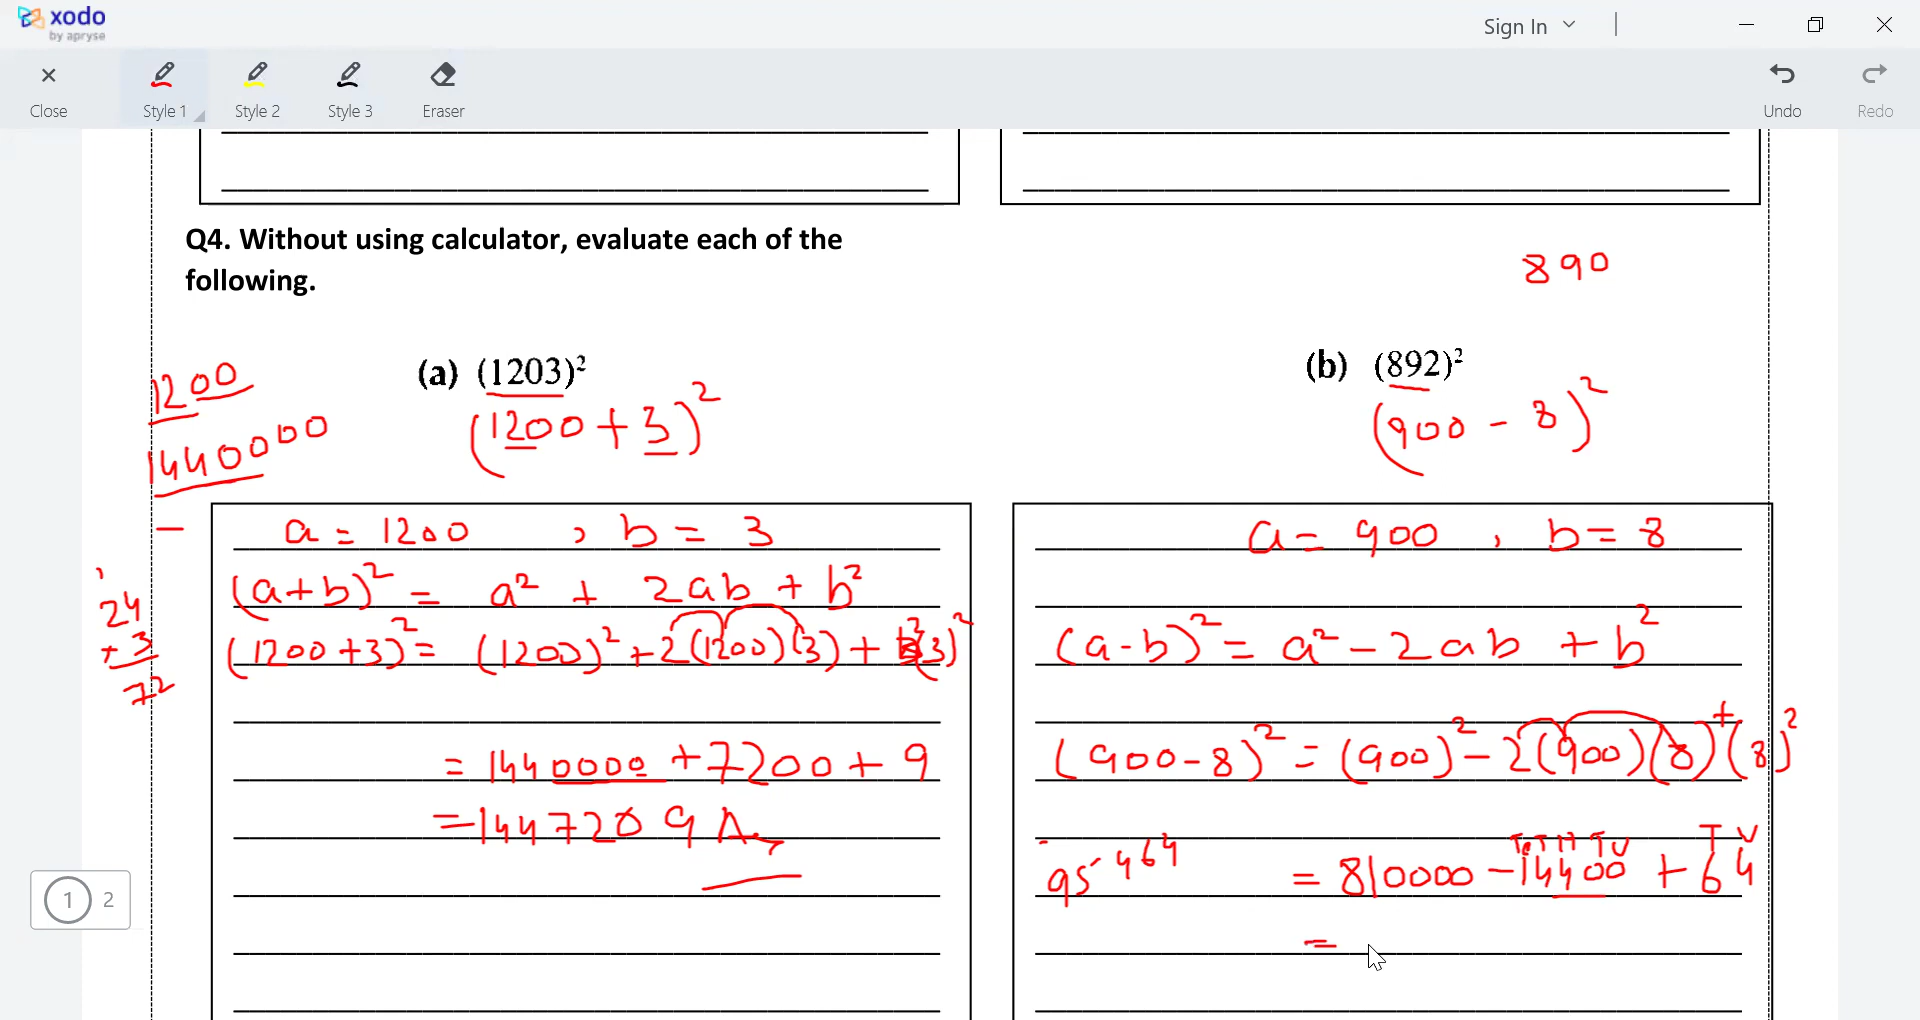 xodo
by apryse
Sign In
Close
Style 1
Style 2
Style 3
Eraser
Undo
Redo
Q4. Without using calculator, evaluate each of the
following.
890
(a) (1203)²
(1200 + 3)²
1200
1440000
00
a = 1200 , b = 3
(a+b)² = a² + 2ab + b²
(1200 + 3)² = (1200)² + 2(1200)(3) + (3)²
= 1440000 + 7200 + 9
= 1447209
24
+ 3
72
(b) (892)²
(900 - 8)²
a = 900 , b = 8
(a-b)² = a² - 2ab + b²
(900-8)² = (900)² - 2(900)(8) + (8)²
T U
95464 = 810000 - 14400 + 64
=
1 2